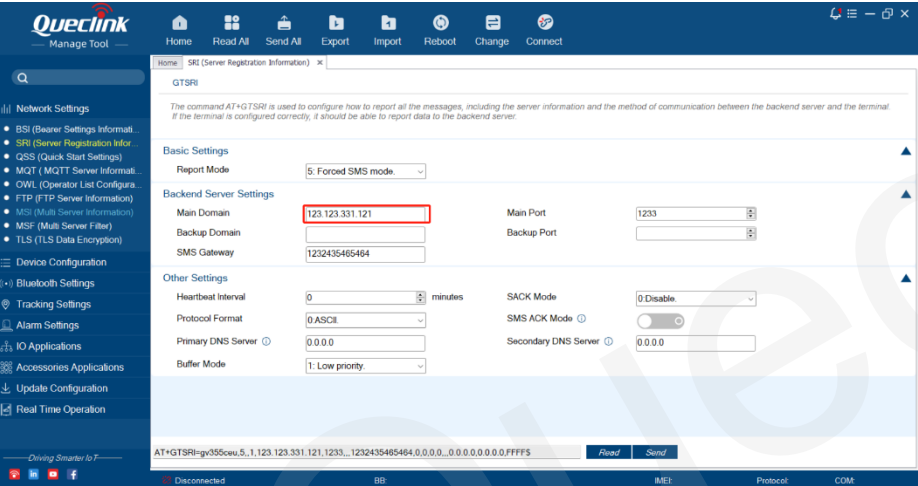 Queclink
Manage Tool
Home Read All Send All Export Import Reboot Change Connect
Home SRI (Server Registration Information) ×
GTSRI
The command AT+GTSRI is used to configure how to report all the messages, including the server information and the method of communication between the backend server and the terminal.
If the terminal is configured correctly, it should be able to report data to the backend server.
Network Settings
BSI (Bearer Settings Informati...
SRI (Server Registration Infor...
QSS (Quick Start Settings)
MQT ( MQTT Server Informati...
OWL (Operator List Configura...
FTP (FTP Server Information)
MSI (Multi Server Information)
MSF (Multi Server Filter)
TLS (TLS Data Encryption)
Device Configuration
Bluetooth Settings
Tracking Settings
Alarm Settings
IO Applications
Accessories Applications
Update Configuration
Real Time Operation
Driving Smarter IoT
Basic Settings
Report Mode 5: Forced SMS mode.
Backend Server Settings
Main Domain 123.123.331.121 Main Port 1233
Backup Domain Backup Port
SMS Gateway 1232435465464
Other Settings
Heartbeat Interval 0 minutes SACK Mode 0:Disable.
Protocol Format 0:ASCII. SMS ACK Mode
Primary DNS Server 0.0.0.0 Secondary DNS Server 0.0.0.0
Buffer Mode 1: Low priority.
AT+GTSRI=gv355ceu,5,,1,123.123.331.121,1233,,,1232435465464,0,0,0,0,,,0.0.0.0,0.0.0.0,FFFF$ Read Send
Disconnected BB: IMEI: Protocol: COM: